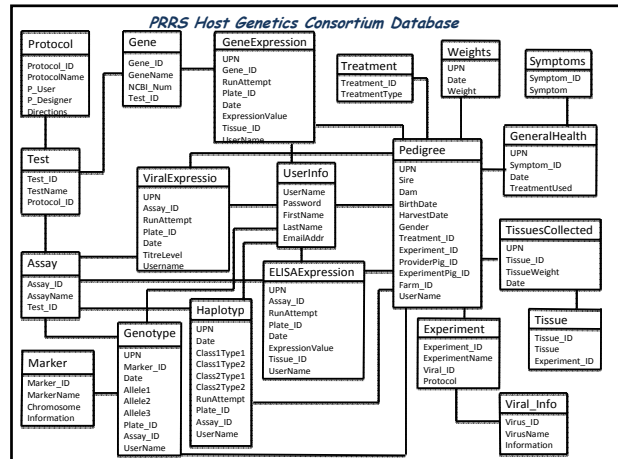 PRRS Host Genetics Consortium Database
Protocol
Protocol_ID
ProtocolName
P_User
P_Designer
Directions
Gene
Gene_ID
GeneName
NCBI_Num
Test_ID
GeneExpression
UPN
Gene_ID
RunAttempt
Plate_ID
Date
ExpressionValue
Tissue_ID
UserName
Treatment
Treatment_ID
TreatmentType
Weights
UPN
Date
Weight
Symptoms
Symptom_ID
Symptom
Test
Test_ID
TestName
Protocol_ID
ViralExpressio
UPN
Assay_ID
RunAttempt
Plate_ID
Date
TitreLevel
Username
UserInfo
UserName
Password
FirstName
LastName
EmailAddr
Pedigree
UPN
Sire
Dam
BirthDate
HarvestDate
Gender
Treatment_ID
Experiment_ID
ProviderPig_ID
ExperimentPig_ID
Farm_ID
UserName
GeneralHealth
UPN
Symptom_ID
Date
TreatmentUsed
TissuesCollected
UPN
Tissue_ID
TissueWeight
Date
Assay
Assay_ID
AssayName
Test_ID
ELISAExpression
UPN
Assay_ID
RunAttempt
Plate_ID
Date
ExpressionValue
Tissue_ID
UserName
Haplotyp
UPN
Date
Class1Type1
Class1Type2
Class2Type1
Class2Type2
RunAttempt
Plate_ID
Assay_ID
UserName
Genotype
UPN
Marker_ID
Date
Allele1
Allele2
Allele3
Plate_ID
Assay_ID
UserName
Marker
Marker_ID
MarkerName
Chromosome
Information
Experiment
Experiment_ID
ExperimentName
Viral_ID
Protocol
Tissue
Tissue_ID
Tissue
Experiment_ID
Viral_Info
Virus_ID
VirusName
Information